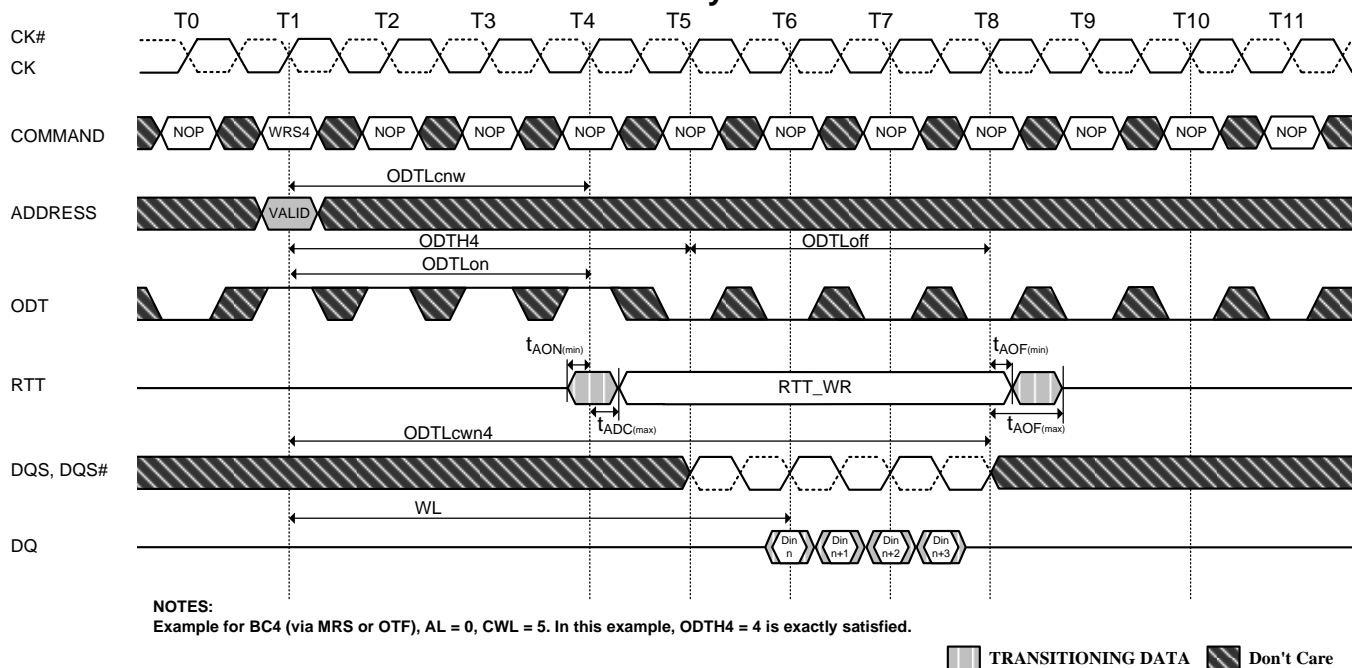 T0 T1 T2 T3 T4 T5 T6 T7 T8 T9 T10 T11
CK#
CK
COMMAND NOP WRS4 NOP NOP NOP NOP NOP NOP NOP NOP NOP NOP
ODTLcnw
ADDRESS VALID
ODTH4 ODTLoff
ODTLon
ODT
tAON(min) tAOF(min)
RTT RTT_WR
tADC(max) tAOF(max)
ODTLcwn4
DQS, DQS#
WL
DQ Din n Din n+1 Din n+2 Din n+3
NOTES:
Example for BC4 (via MRS or OTF), AL = 0, CWL = 5. In this example, ODTH4 = 4 is exactly satisfied.
TRANSITIONING DATA Don't Care